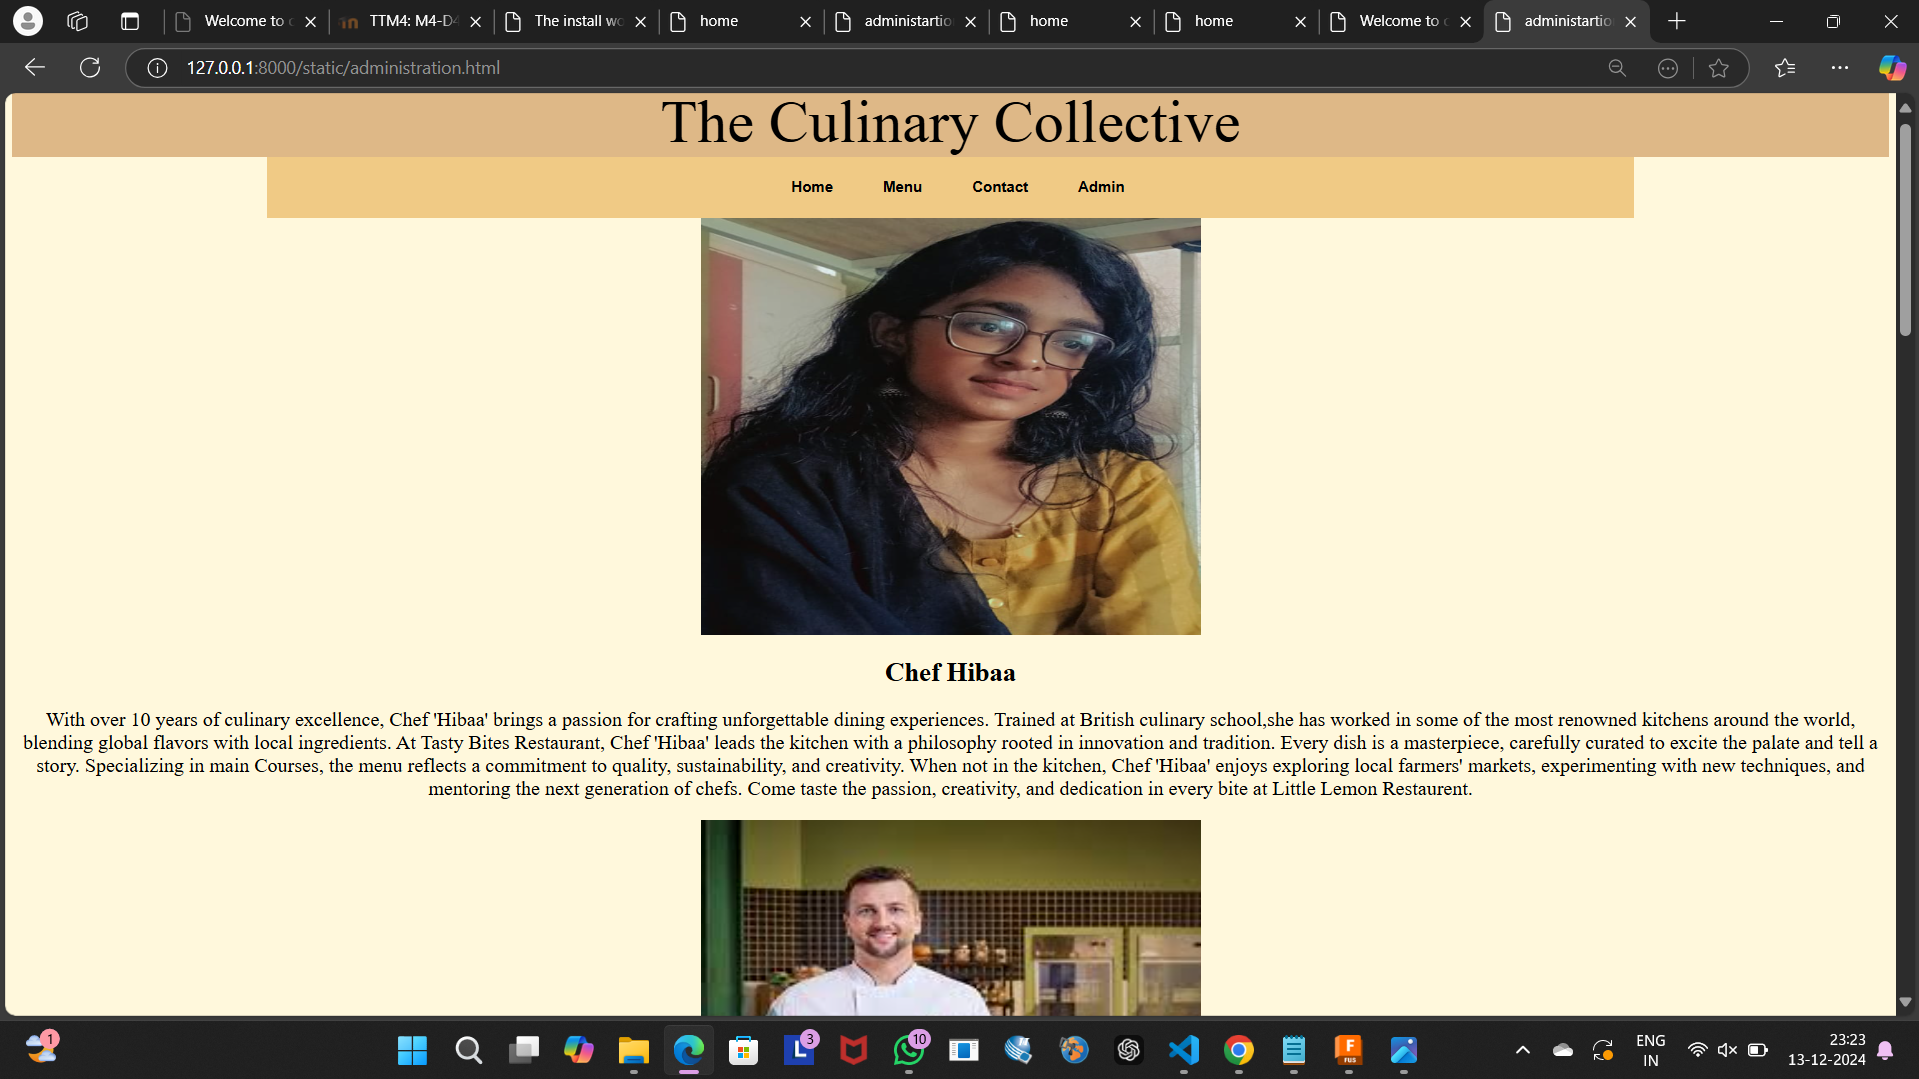 Welcome to c
TTM4: M4-D4
The install wo
home
administartio
home
home
Welcome to c
administartio
127.0.0.1:8000/static/administration.html
The Culinary Collective
Home Menu Contact Admin
Chef Hibaa
With over 10 years of culinary excellence, Chef 'Hibaa' brings a passion for crafting unforgettable dining experiences. Trained at British culinary school,she has worked in some of the most renowned kitchens around the world,
blending global flavors with local ingredients. At Tasty Bites Restaurant, Chef 'Hibaa' leads the kitchen with a philosophy rooted in innovation and tradition. Every dish is a masterpiece, carefully curated to excite the palate and tell a
story. Specializing in main Courses, the menu reflects a commitment to quality, sustainability, and creativity. When not in the kitchen, Chef 'Hibaa' enjoys exploring local farmers' markets, experimenting with new techniques, and
mentoring the next generation of chefs. Come taste the passion, creativity, and dedication in every bite at Little Lemon Restaurent.
1
L 3
10
F
FUS
ENG
IN
23:23
13-12-2024